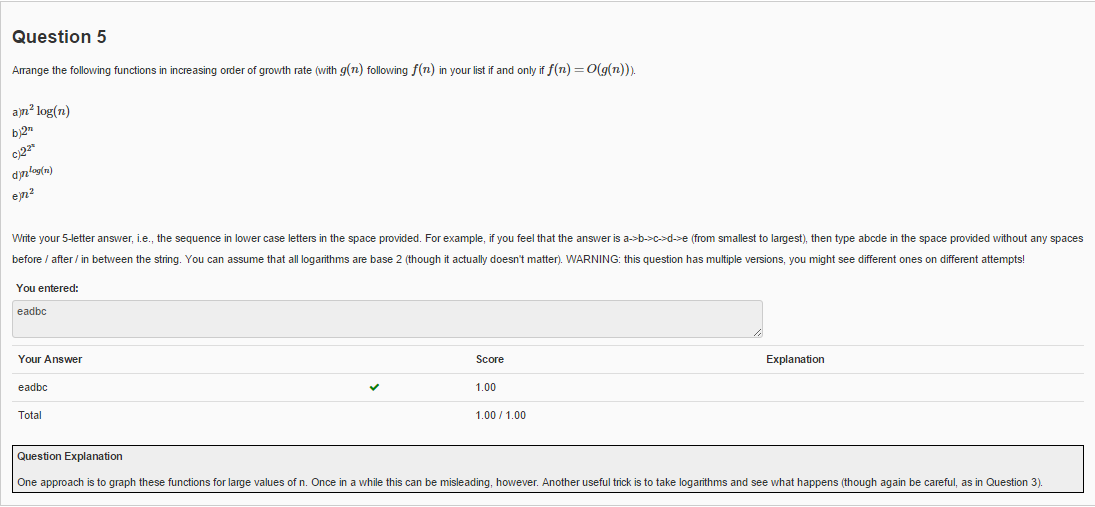 Question 5
Arrange the following functions in increasing order of growth rate (with g(n) following f(n) in your list if and only if f(n) = O(g(n))).
a)n² log(n)
b)2ⁿ
c)2^2^n
d)n^log(n)
e)n²
Write your 5-letter answer, i.e., the sequence in lower case letters in the space provided. For example, if you feel that the answer is a->b->c->d->e (from smallest to largest), then type abcde in the space provided without any spaces
before / after / in between the string. You can assume that all logarithms are base 2 (though it actually doesn't matter). WARNING: this question has multiple versions, you might see different ones on different attempts!
You entered:
eadbc
Your Answer Score Explanation
eadbc ✔ 1.00
Total 1.00 / 1.00
Question Explanation
One approach is to graph these functions for large values of n. Once in a while this can be misleading, however. Another useful trick is to take logarithms and see what happens (though again be careful, as in Question 3).